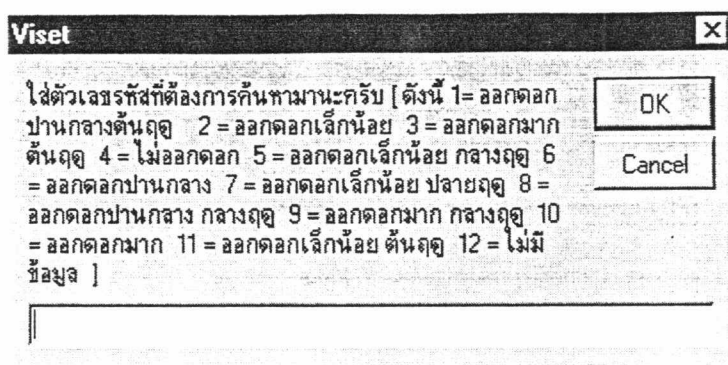 Viset
ใส่ตัวเลขรหัสที่ต้องการค้นหามานะครับ [ ดังนี้ 1= ออกดอก
ปานกลางต้นฤดู 2 = ออกดอกเล็กน้อย 3 = ออกดอกมาก
ต้นฤดู 4 = ไม่ออกดอก 5 = ออกดอกเล็กน้อย กลางฤดู 6
= ออกดอกปานกลาง 7 = ออกดอกเล็กน้อย ปลายฤดู 8 =
ออกดอกปานกลาง กลางฤดู 9 = ออกดอกมาก กลางฤดู 10
= ออกดอกมาก 11 = ออกดอกเล็กน้อย ต้นฤดู 12 = ไม่มี
ข้อมูล ]
OK
Cancel